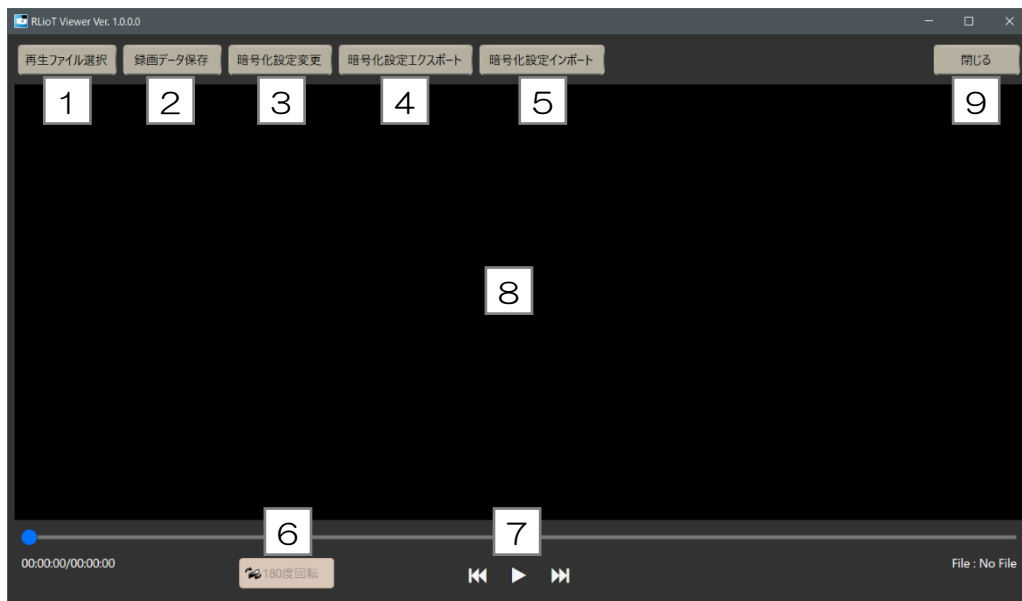 RLioT Viewer Ver. 1.0.0.0
再生ファイル選択 録画データ保存 暗号化設定変更 暗号化設定エクスポート 暗号化設定インポート 閉じる
1 2 3 4 5 9
8
6 7
00:00:00/00:00:00 180度回転 File : No File